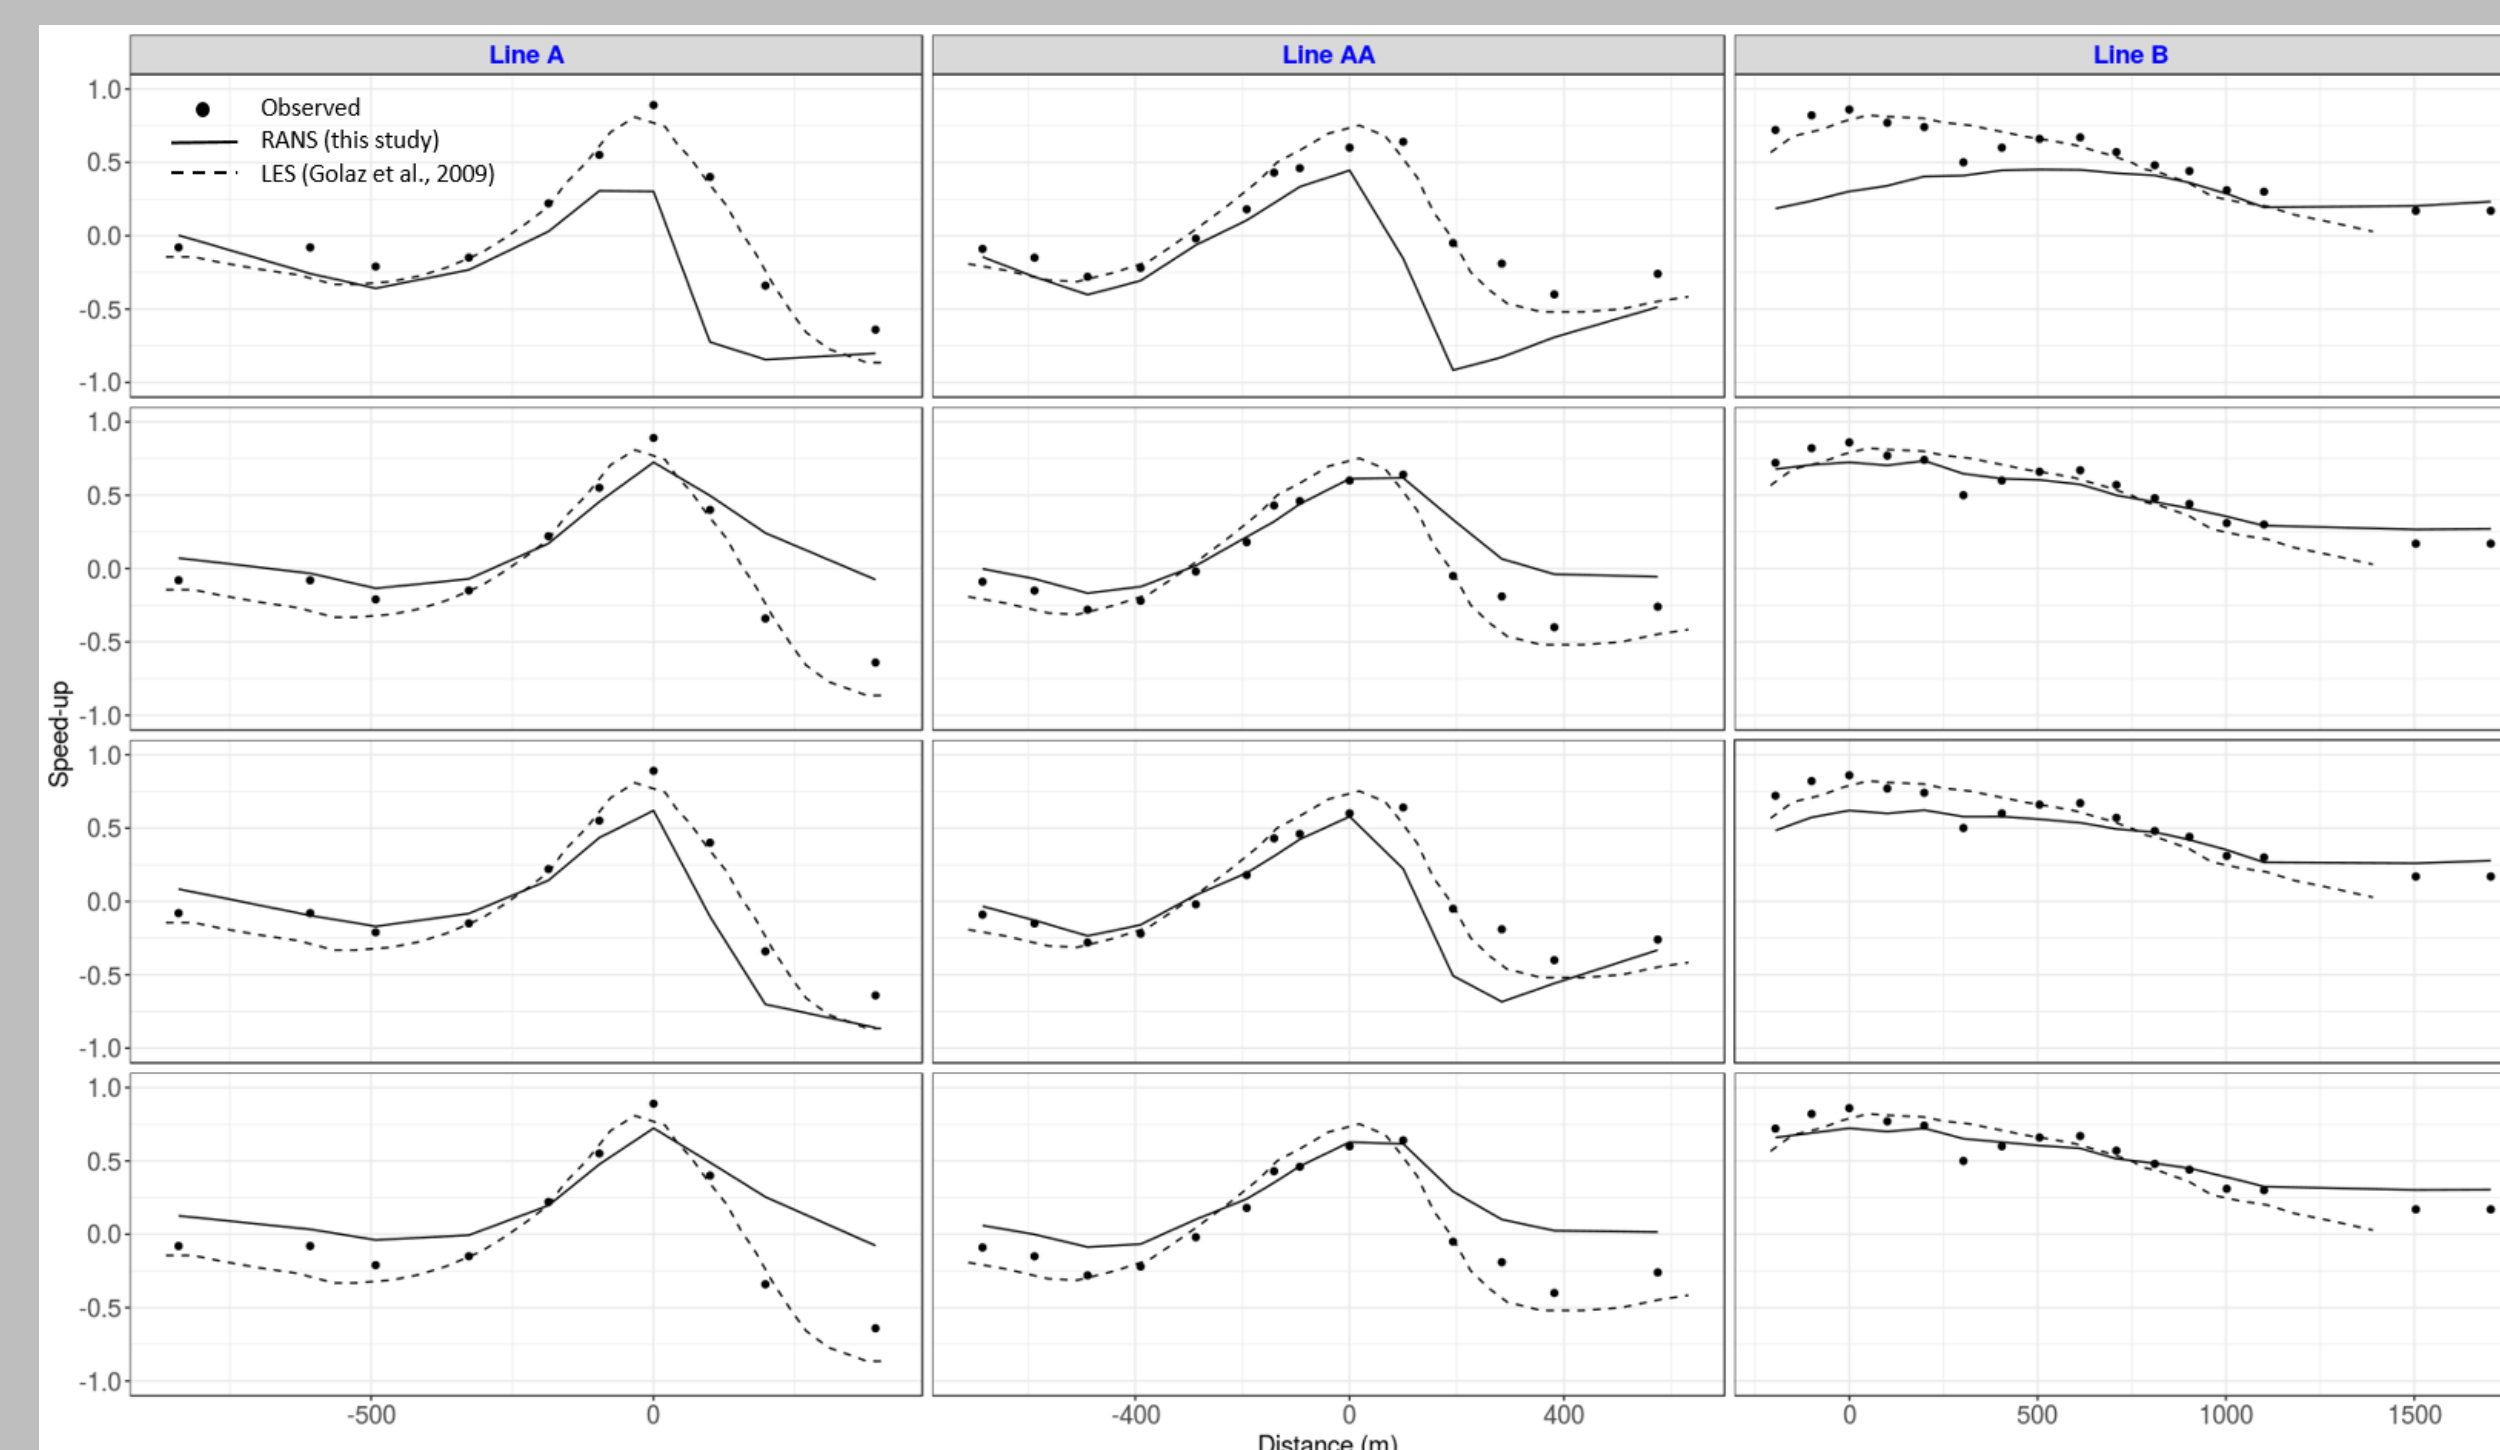 Line A Line AA Line B
1.0
0.5
0.0
-0.5
-1.0
Observed
RANS (this study)
LES (Golaz et al., 2009)
1.0
0.5
0.0
-0.5
-1.0
Speed-up
1.0
0.5
0.0
-0.5
-1.0
1.0
0.5
0.0
-0.5
-1.0
-500 0 -400 0 400 0 500 1000 1500
Distance (m)